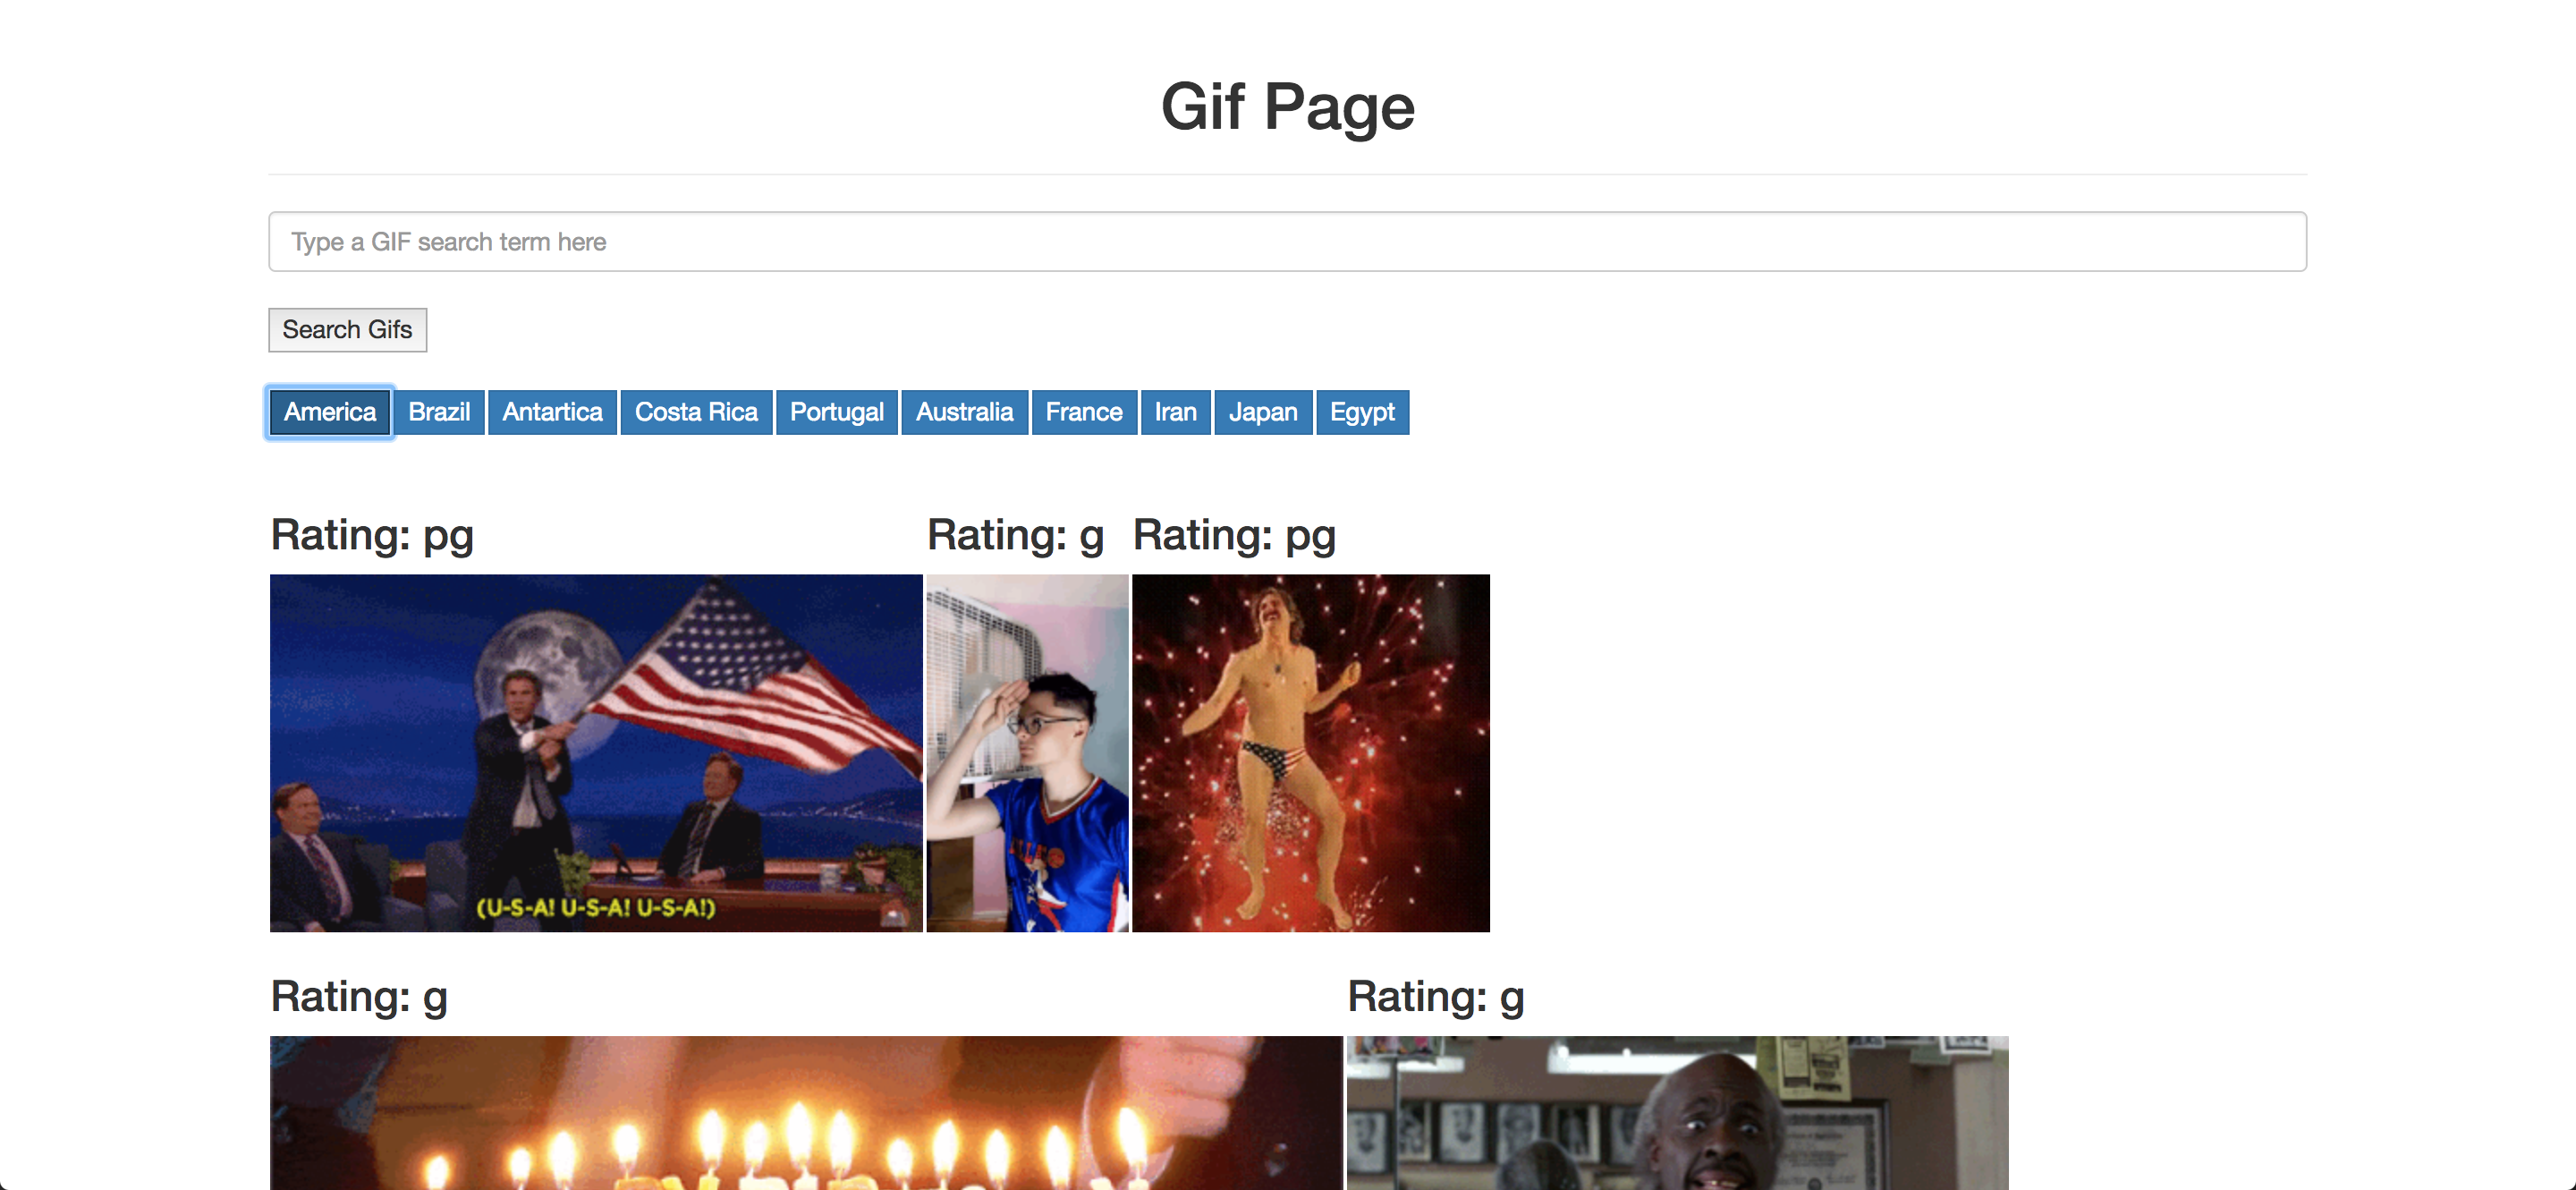 Gif Page
Type a GIF search term here
Search Gifs
America Brazil Antartica Costa Rica Portugal Australia France Iran Japan Egypt
Rating: pg Rating: g Rating: pg
(U-S-A! U-S-A! U-S-A!)
Rating: g Rating: g